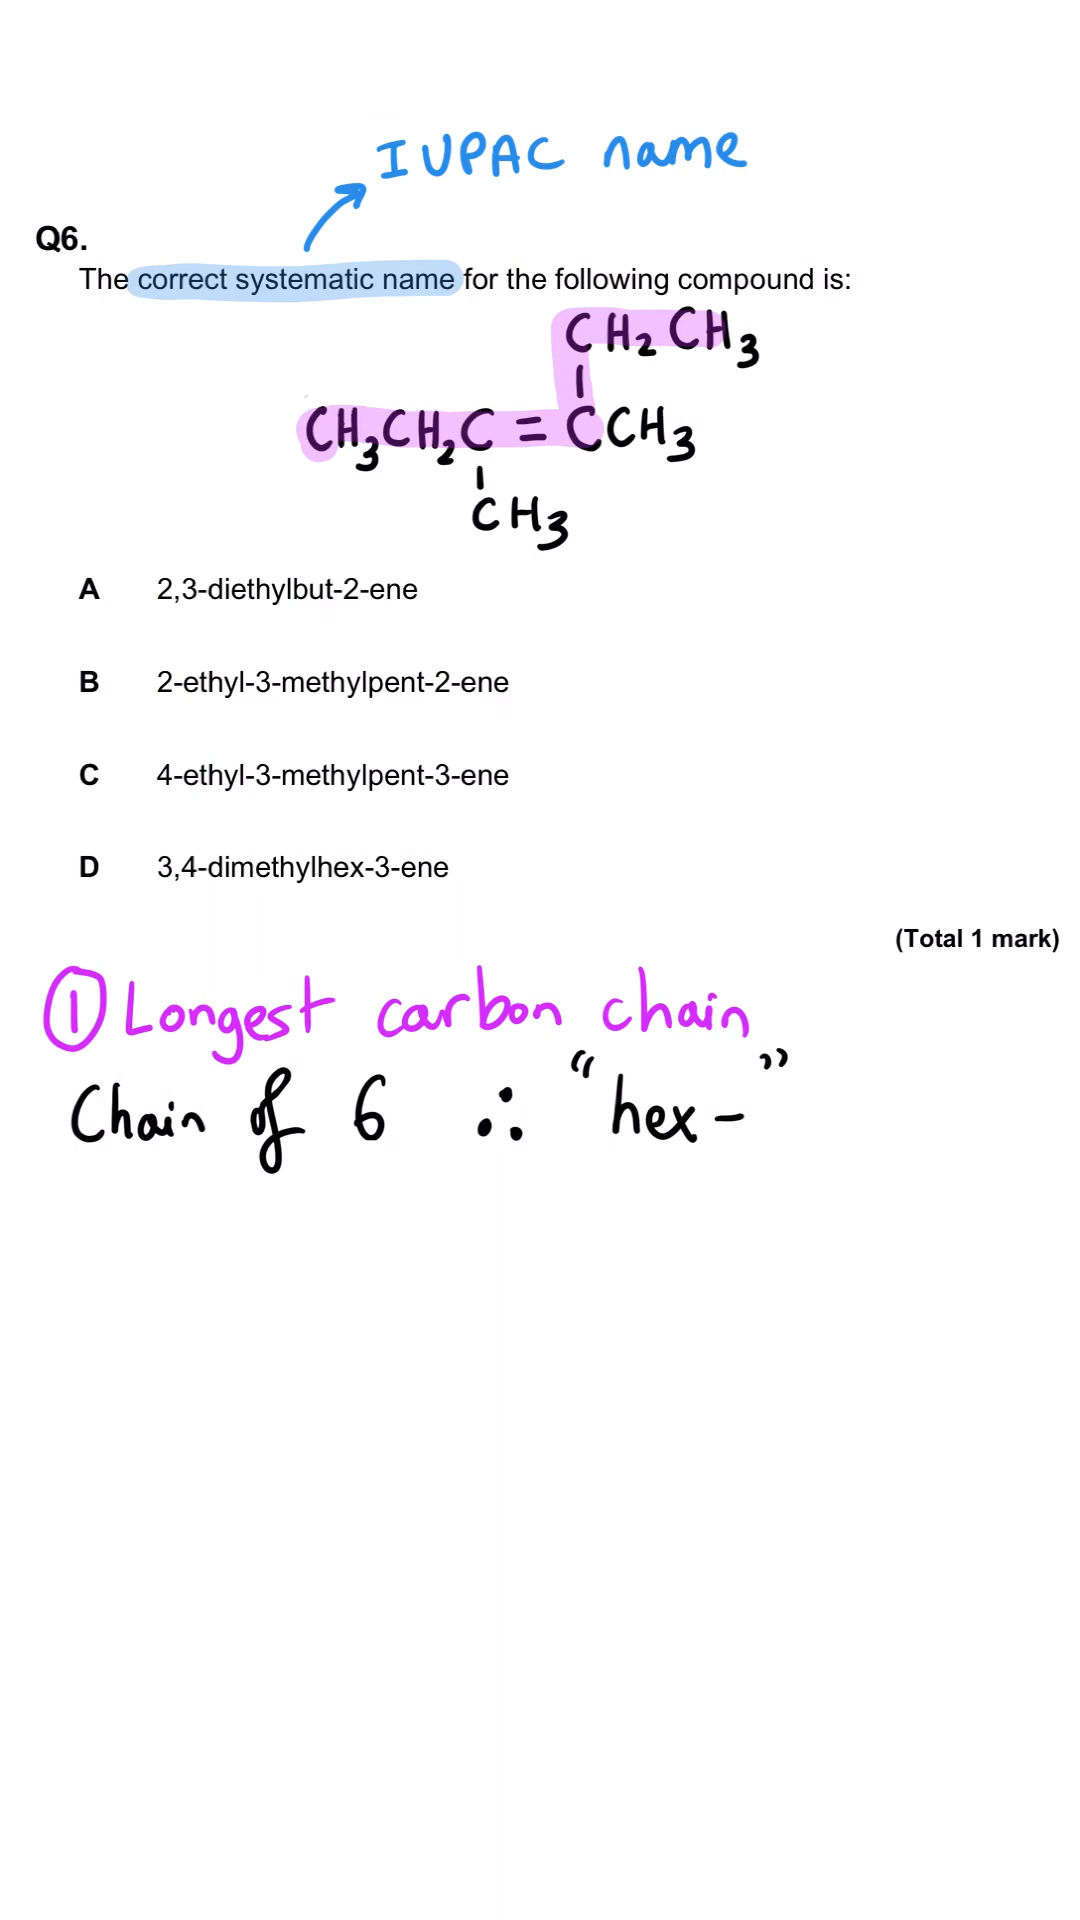 IUPAC name
Q6.
The correct systematic name for the following compound is:
CH₂CH₃
CH₃CH₂C = CCH₃
CH₃
A 2,3-diethylbut-2-ene
B 2-ethyl-3-methylpent-2-ene
C 4-ethyl-3-methylpent-3-ene
D 3,4-dimethylhex-3-ene
(Total 1 mark)
① Longest carbon chain
Chain of 6 ∴ "hex-"